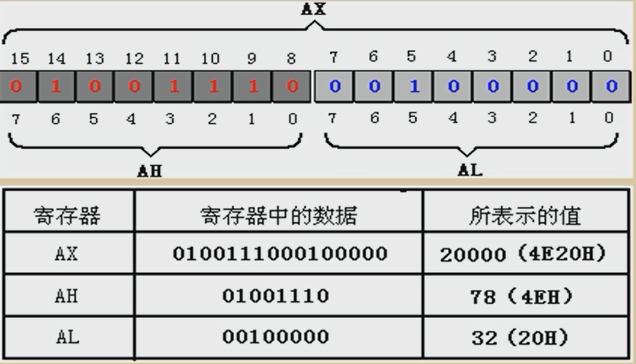 AX
15 14 13 12 11 10 9 8 7 6 5 4 3 2 1 0
0 1 0 0 1 1 1 0 0 0 1 0 0 0 0 0
7 6 5 4 3 2 1 0 7 6 5 4 3 2 1 0
AH AL
寄存器 寄存器中的数据 所表示的值
AX 0100111000100000 20000（4E20H）
AH 01001110 78（4EH）
AL 00100000 32（20H）